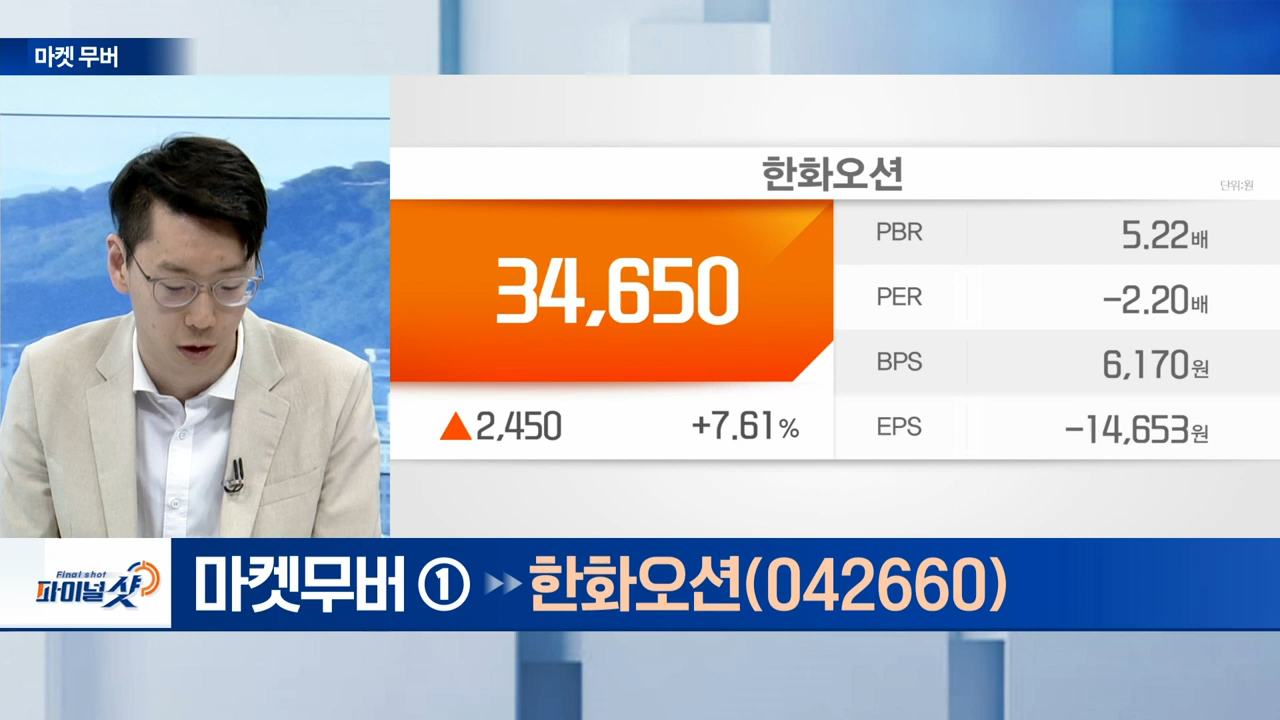 마켓 무버
한화오션
단위:원
34,650
▲2,450 +7.61%
PBR 5.22배
PER -2.20배
BPS 6,170원
EPS -14,653원
Final shot
파이널샷
마켓무버 ① 한화오션(042660)